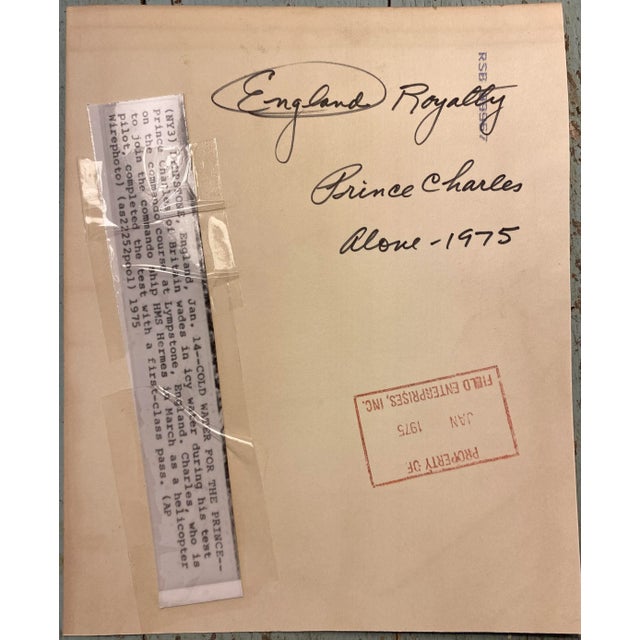 England Royalty
Prince Charles
Alone-1975
(NY3) LYMPSTONE, England, Jan. 14--COLD WATER FOR THE PRINCE--
Prince Charles of Britain wades in icy water during his test
on the commando course at Lympstone, England. Charles, who is
to join the commando ship HMS Hermes in March as a helicopter
pilot, completed the test with a first-class pass. (AP
Wirephoto) 1975
PROPERTY OF
JAN 1975
FIELD ENTERPRISES, INC.
RSB